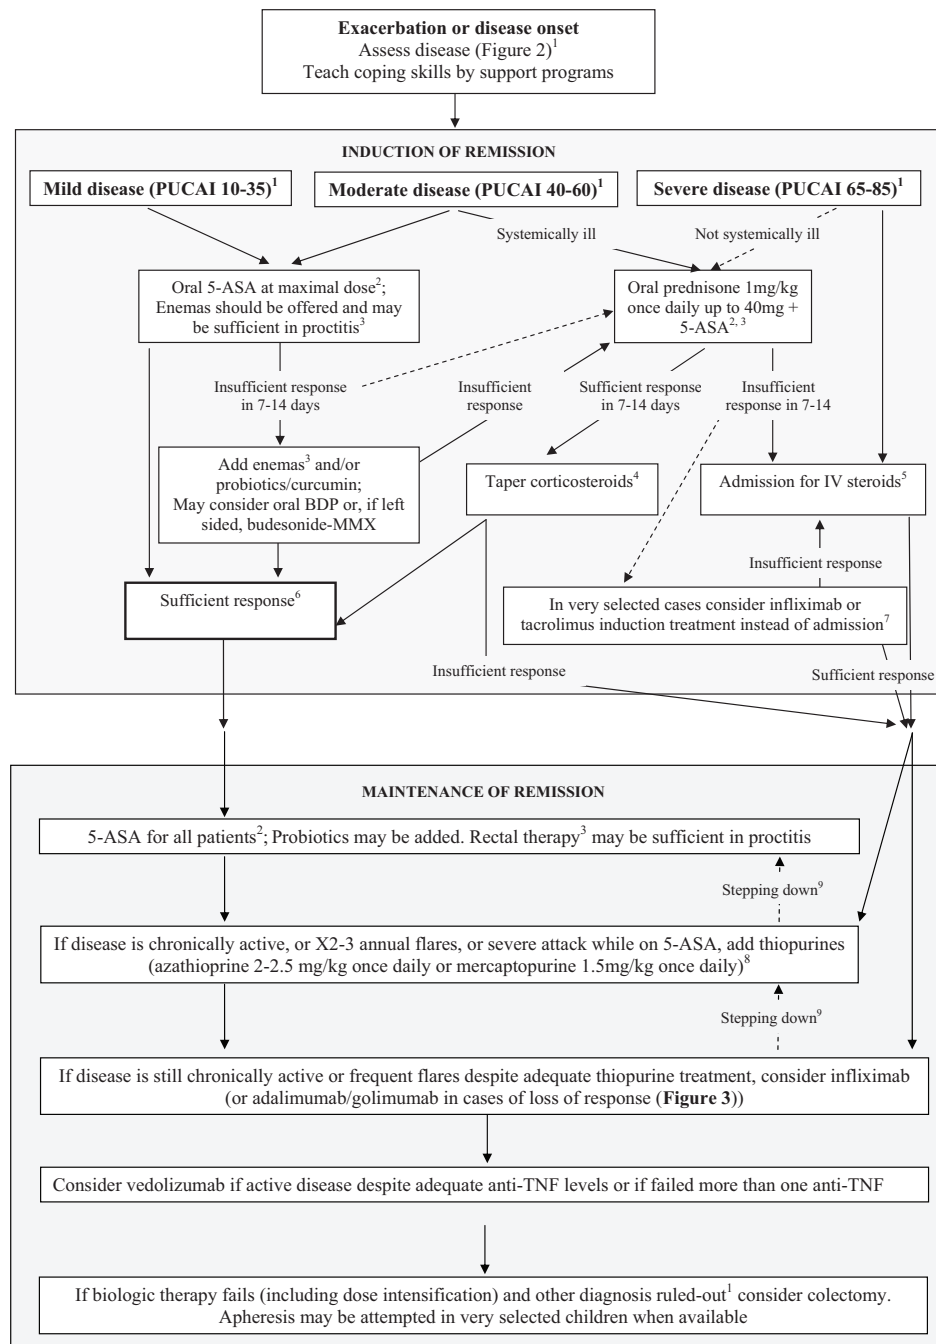 Exacerbation or disease onset
Assess disease (Figure 2)1
Teach coping skills by support programs
INDUCTION OF REMISSION
Mild disease (PUCAI 10-35)1
Moderate disease (PUCAI 40-60)1
Severe disease (PUCAI 65-85)1
Systemically ill
Not systemically ill
Oral 5-ASA at maximal dose2;
Enemas should be offered and may
be sufficient in proctitis3
Oral prednisone 1mg/kg
once daily up to 40mg +
5-ASA2, 3
Insufficient response
in 7-14 days
Insufficient
response
Sufficient response
in 7-14 days
Insufficient
response in 7-14
Add enemas3 and/or
probiotics/curcumin;
May consider oral BDP or, if left
sided, budesonide-MMX
Taper corticosteroids4
Admission for IV steroids5
Insufficient response
Sufficient response6
In very selected cases consider infliximab or
tacrolimus induction treatment instead of admission7
Insufficient response
Sufficient response
MAINTENANCE OF REMISSION
5-ASA for all patients2; Probiotics may be added. Rectal therapy3 may be sufficient in proctitis
Stepping down9
If disease is chronically active, or X2-3 annual flares, or severe attack while on 5-ASA, add thiopurines
(azathioprine 2-2.5 mg/kg once daily or mercaptopurine 1.5mg/kg once daily)8
Stepping down9
If disease is still chronically active or frequent flares despite adequate thiopurine treatment, consider infliximab
(or adalimumab/golimumab in cases of loss of response (Figure 3))
Consider vedolizumab if active disease despite adequate anti-TNF levels or if failed more than one anti-TNF
If biologic therapy fails (including dose intensification) and other diagnosis ruled-out1 consider colectomy.
Apheresis may be attempted in very selected children when available